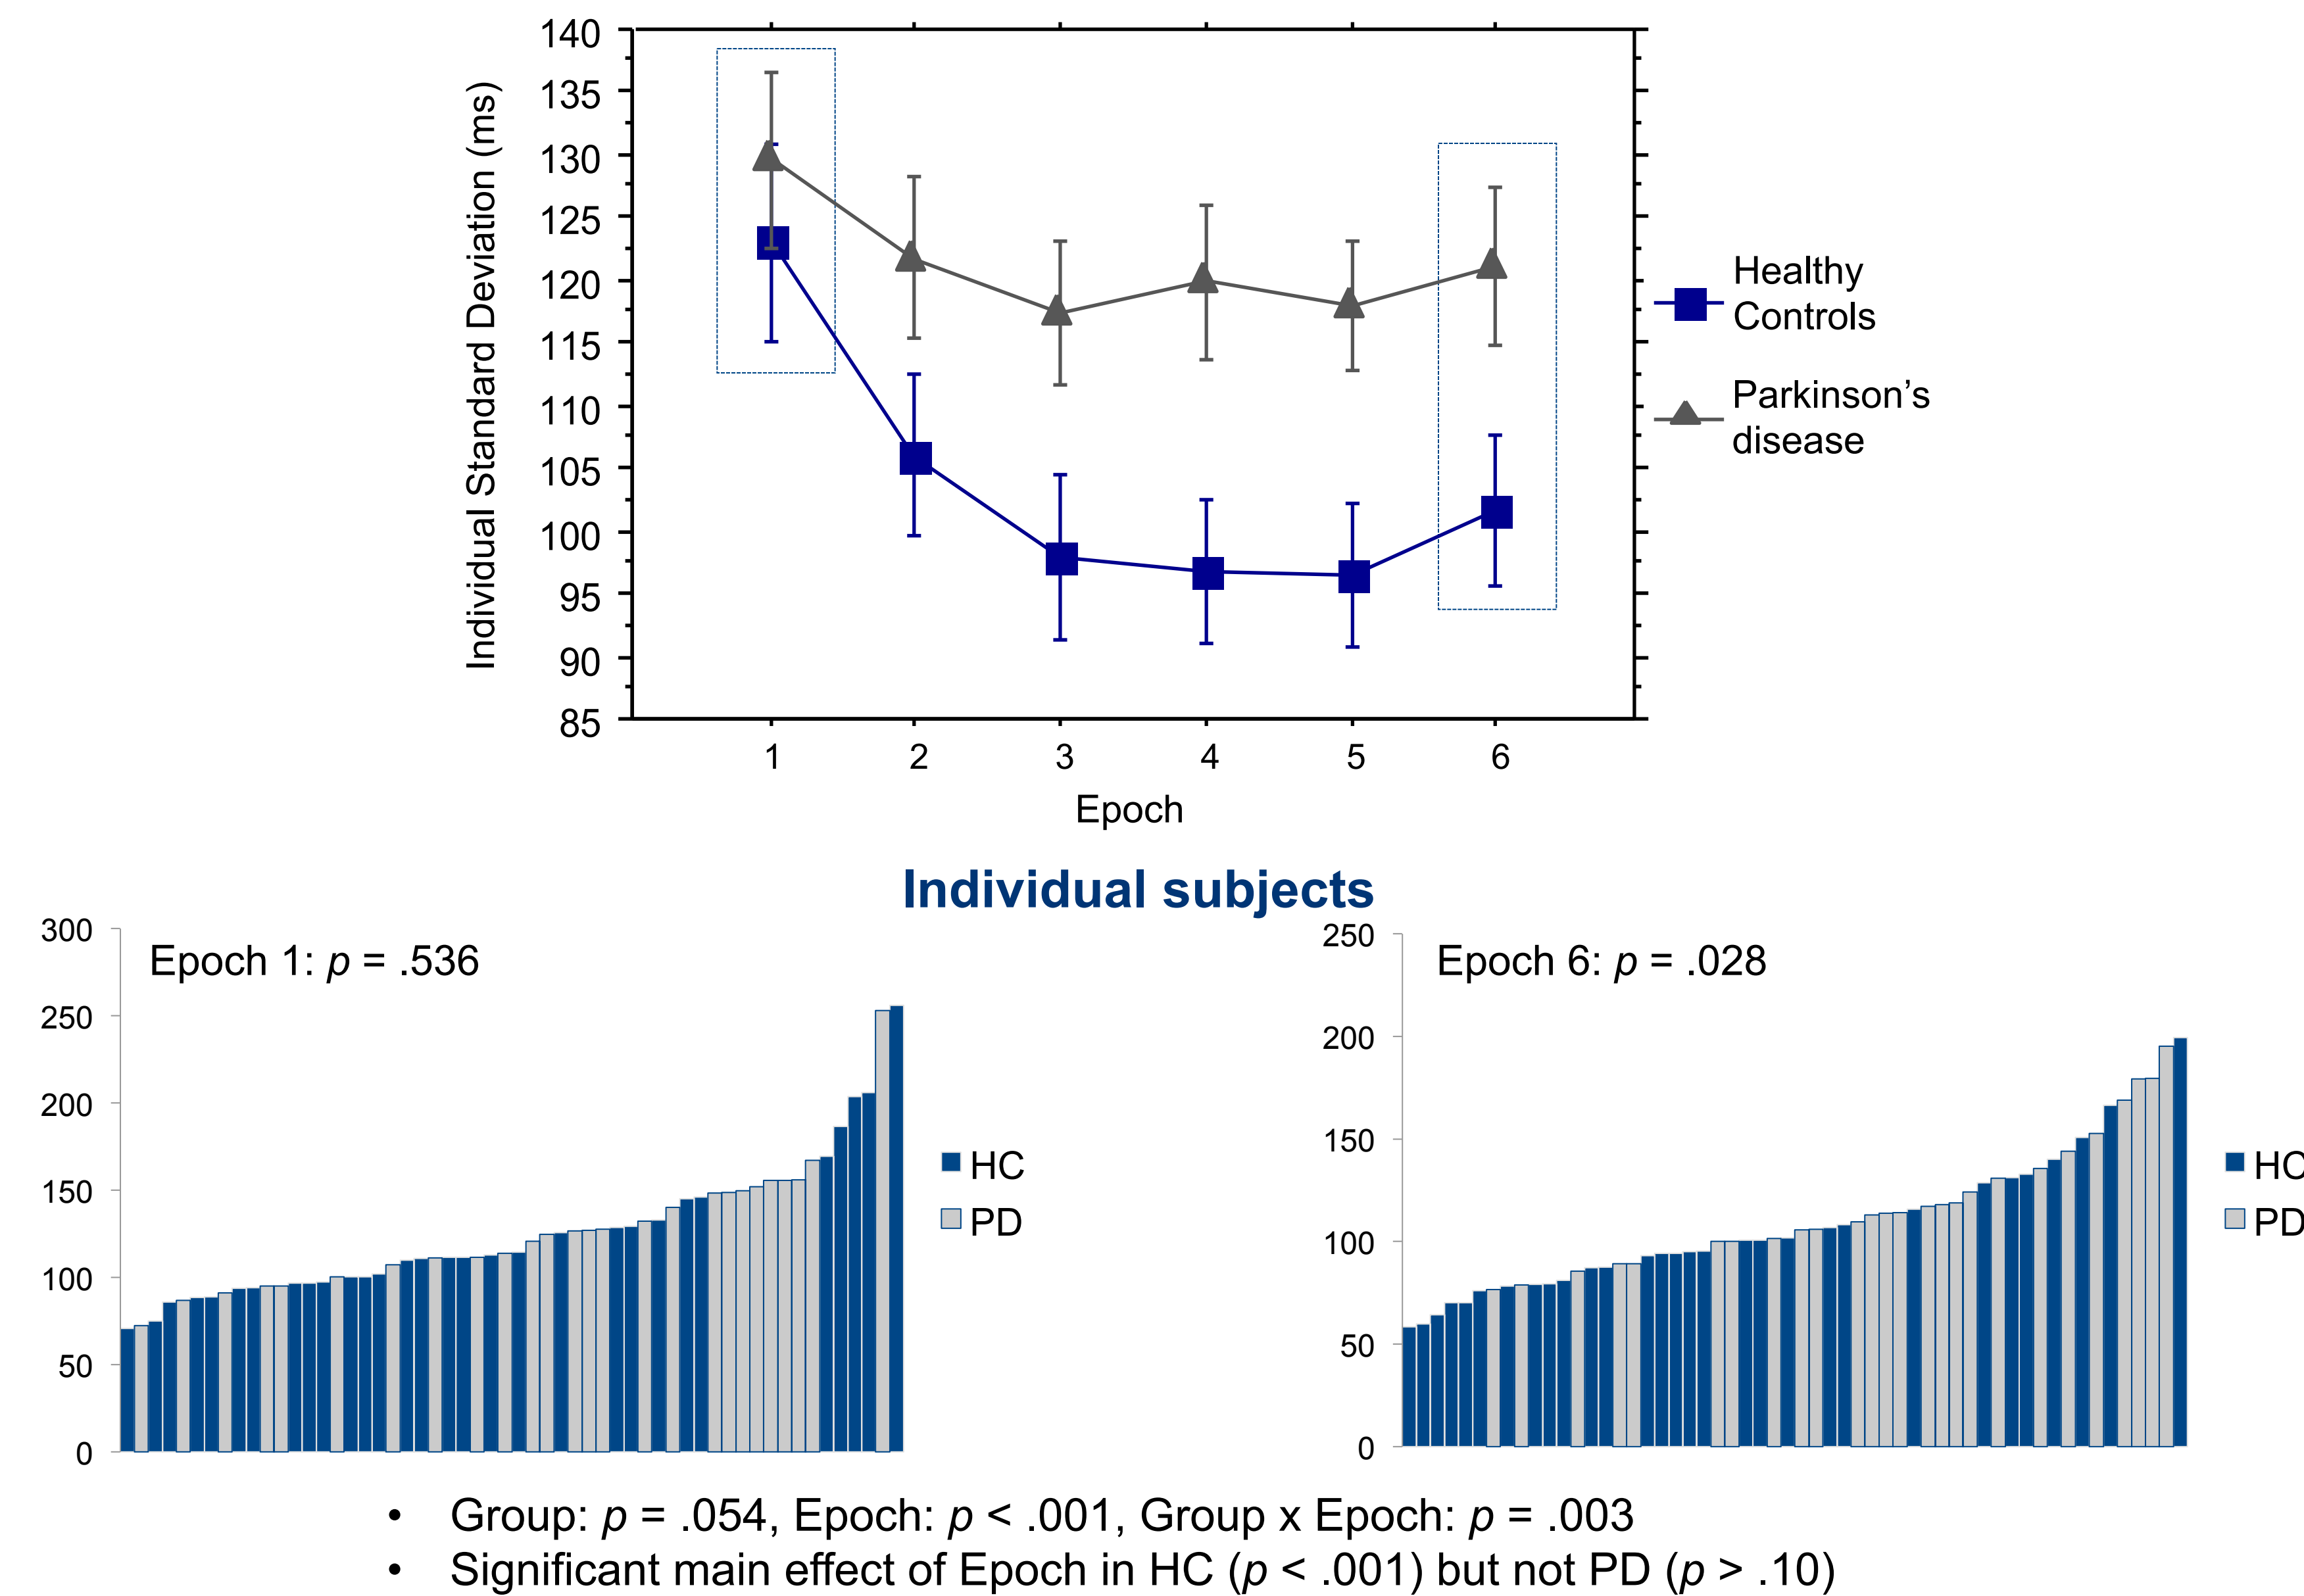 140
135
130
125
120
115
110
105
100
95
90
85
Individual Standard Deviation (ms)
1 2 3 4 5 6
Epoch
Healthy
Controls
Parkinson’s
disease
Individual subjects
300
250
200
150
100
50
0
Epoch 1: p = .536
HC
PD
250
200
150
100
50
0
Epoch 6: p = .028
HC
PD
• Group: p = .054, Epoch: p < .001, Group x Epoch: p = .003
• Significant main effect of Epoch in HC (p < .001) but not PD (p > .10)